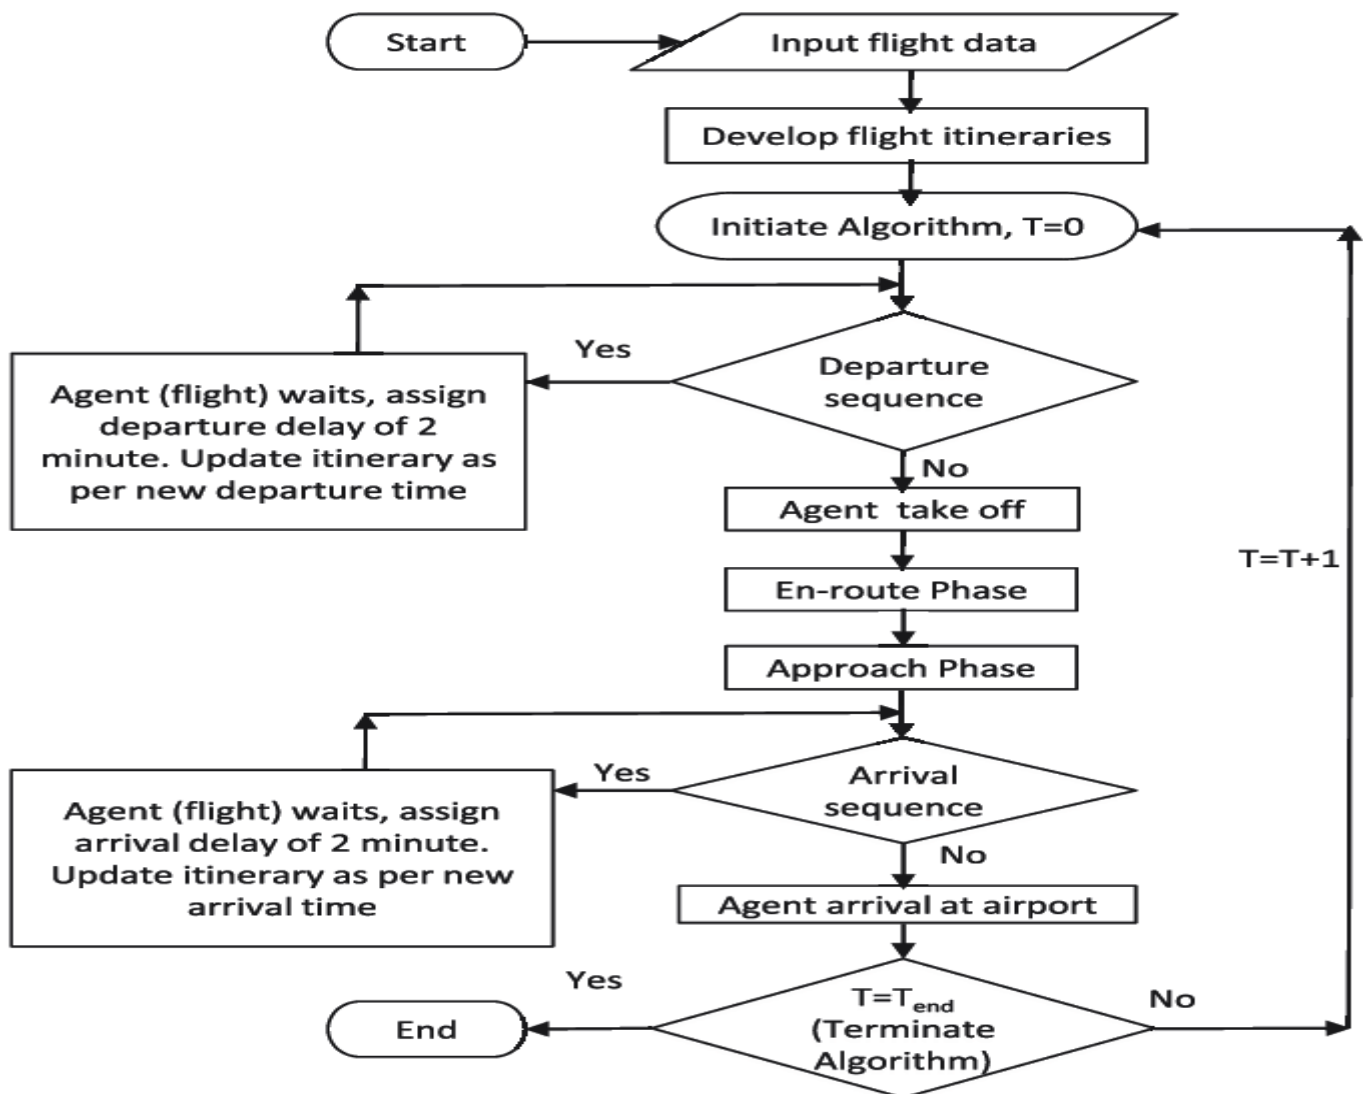 Start
Input flight data
Develop flight itineraries
Initiate Algorithm, T=0
Departure
sequence
Yes
Agent (flight) waits, assign
departure delay of 2
minute. Update itinerary as
per new departure time
No
Agent take off
En-route Phase
T=T+1
Approach Phase
Arrival
sequence
Yes
Agent (flight) waits, assign
arrival delay of 2 minute.
Update itinerary as per new
arrival time
No
Agent arrival at airport
T=Tend
(Terminate
Algorithm)
Yes
No
End